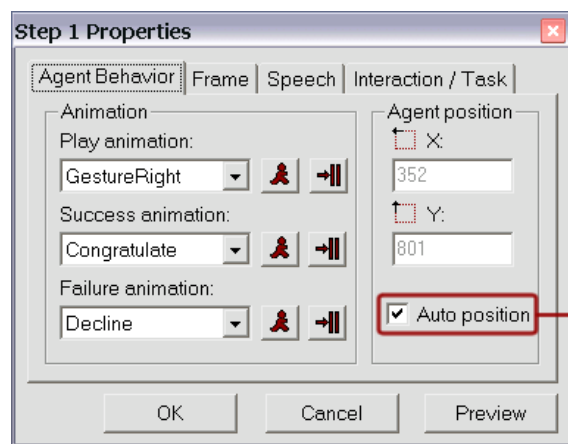 Step 1 Properties
Agent Behavior Frame Speech Interaction / Task
Animation
Play animation:
GestureRight
Success animation:
Congratulate
Failure animation:
Decline
Agent position
X:
352
Y:
801
Auto position
OK Cancel Preview